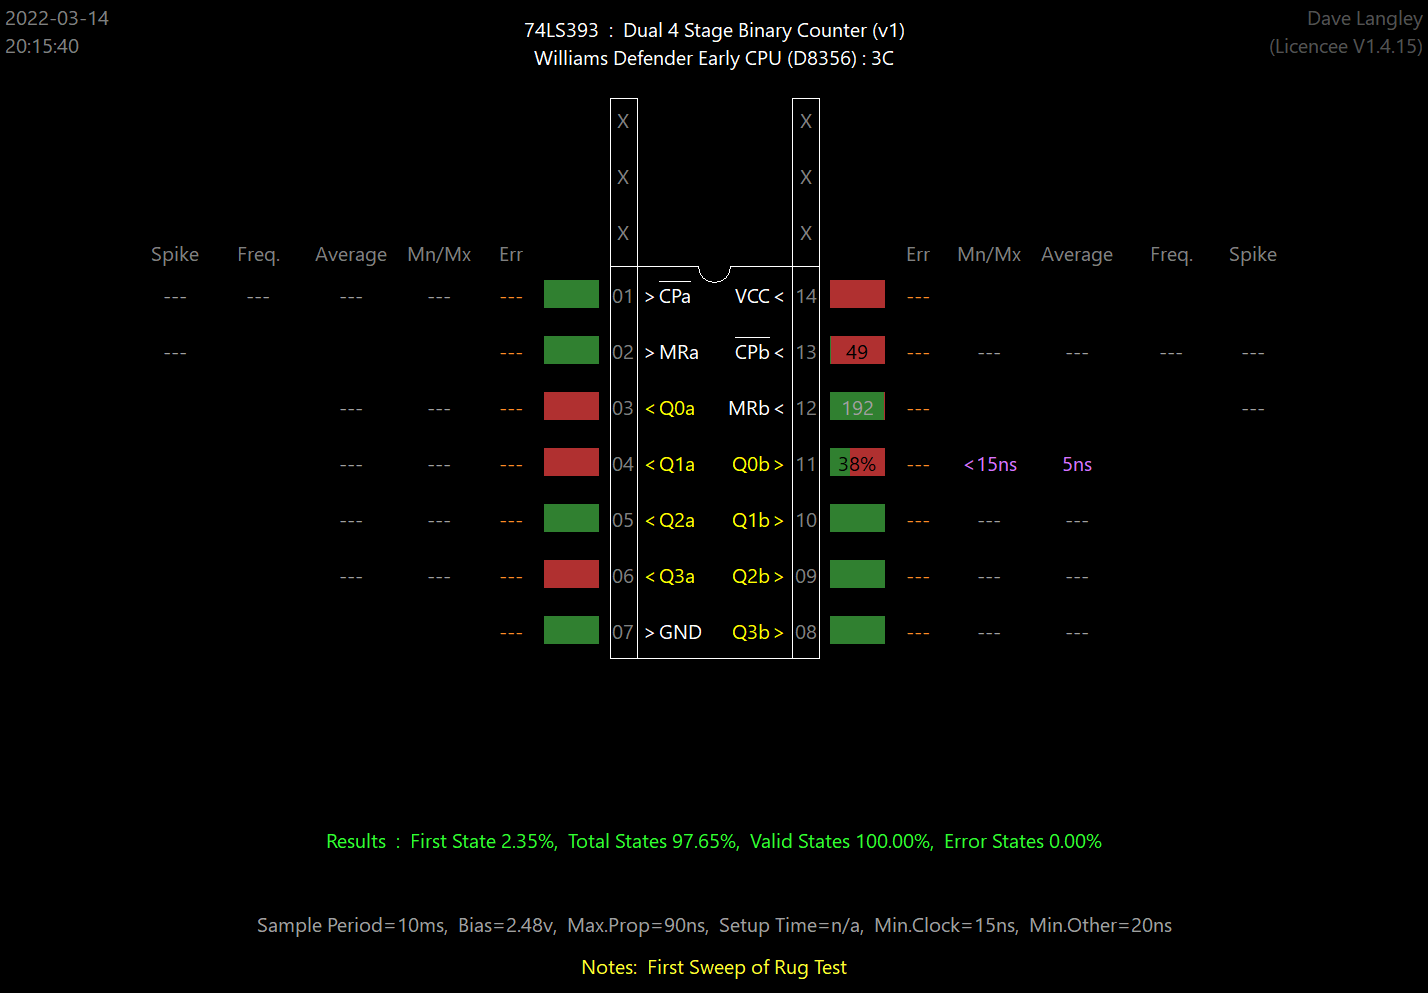 2022-03-14
20:15:40
74LS393 : Dual 4 Stage Binary Counter (v1)
Williams Defender Early CPU (D8356) : 3C
Dave Langley
(Licencee V1.4.15)
X X
X X
X X
Spike Freq. Average Mn/Mx Err Err Mn/Mx Average Freq. Spike
--- --- --- --- --- 01 > CPa VCC < 14 ---
--- --- 02 > MRa CPb < 13 49 --- --- --- --- ---
--- --- --- 03 < Q0a MRb < 12 192 --- ---
--- --- --- 04 < Q1a Q0b > 11 38% --- <15ns 5ns
--- --- --- 05 < Q2a Q1b > 10 --- --- ---
--- --- --- 06 < Q3a Q2b > 09 --- --- ---
--- 07 > GND Q3b > 08 --- --- ---
Results : First State 2.35%, Total States 97.65%, Valid States 100.00%, Error States 0.00%
Sample Period=10ms, Bias=2.48v, Max.Prop=90ns, Setup Time=n/a, Min.Clock=15ns, Min.Other=20ns
Notes: First Sweep of Rug Test